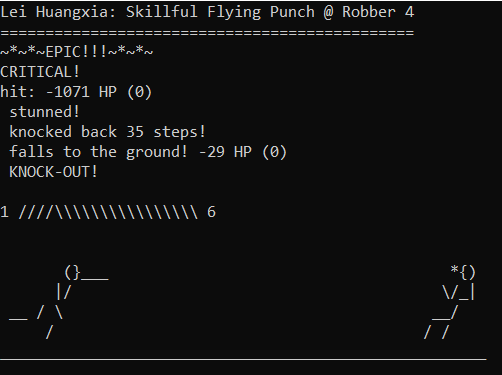 Lei Huangxia: Skillful Flying Punch @ Robber 4
==============================================
~*~*~EPIC!!!~*~*~
CRITICAL!
hit: -1071 HP (0)
 stunned!
 knocked back 35 steps!
 falls to the ground! -29 HP (0)
 KNOCK-OUT!

1 ////\\\\\\\\\\\\\\\\ 6


       (}___                                      *{)
      |/                                         \/_|
 __ / \                                         __/
     /                                         / /
______________________________________________________